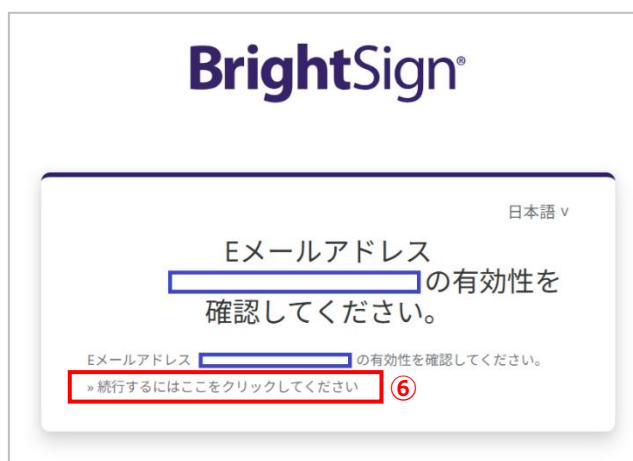 BrightSign®
日本語 v
Eメールアドレス
の有効性を
確認してください。
Eメールアドレス の有効性を確認してください。
» 続行するにはここをクリックしてください ⑥